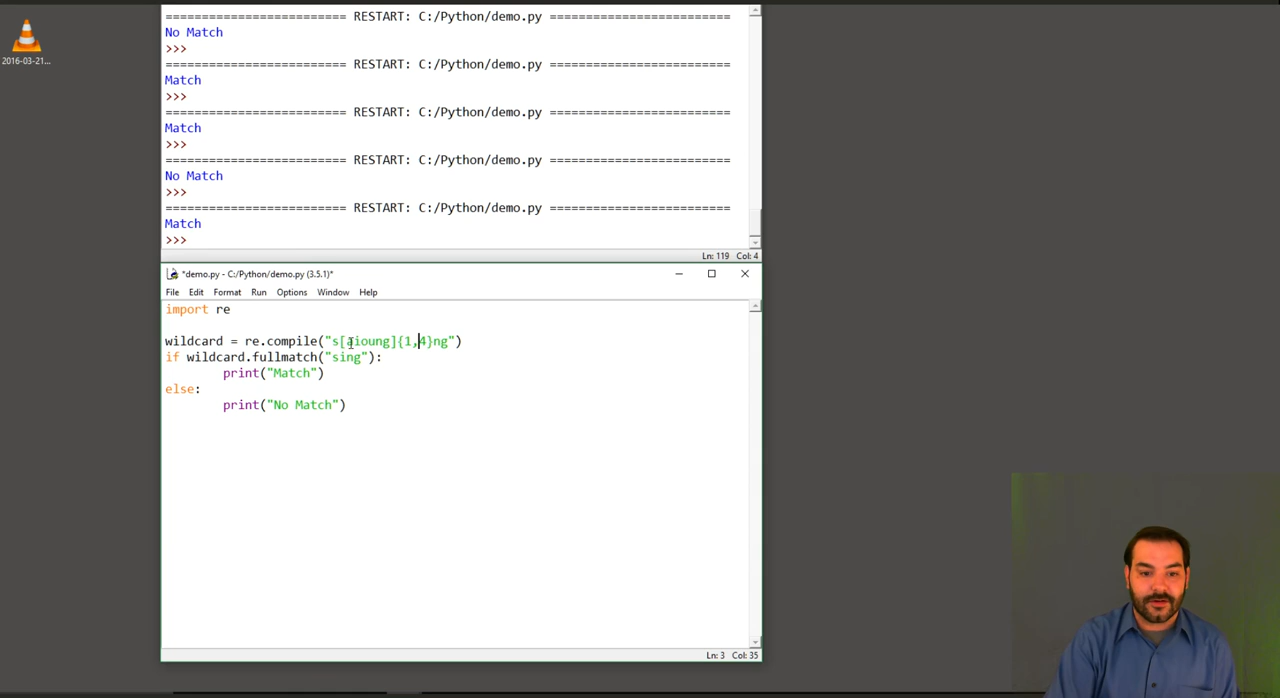 ======================== RESTART: C:/Python/demo.py ========================
No Match
>>>
======================== RESTART: C:/Python/demo.py ========================
Match
>>>
======================== RESTART: C:/Python/demo.py ========================
Match
>>>
======================== RESTART: C:/Python/demo.py ========================
No Match
>>>
======================== RESTART: C:/Python/demo.py ========================
Match
>>>
Ln: 119 Col: 4
2016-03-21...
*demo.py - C:/Python/demo.py (3.5.1)*
File Edit Format Run Options Window Help
import re
wildcard = re.compile("s[aioung]{1,4}ng")
if wildcard.fullmatch("sing"):
print("Match")
else:
print("No Match")
Ln: 3 Col: 35